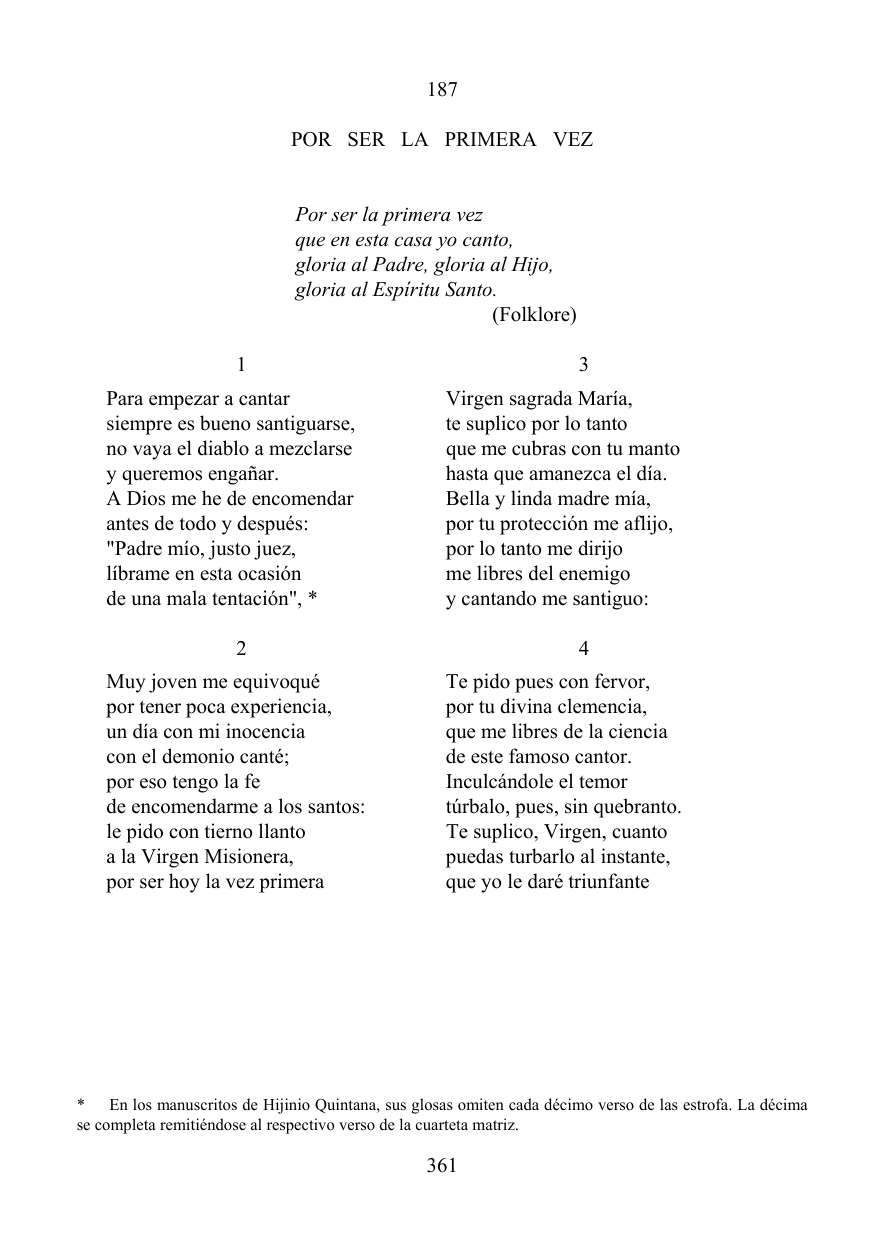 187
POR SER LA PRIMERA VEZ
Por ser la primera vez
que en esta casa yo canto,
gloria al Padre, gloria al Hijo,
gloria al Espíritu Santo.
(Folklore)
1
Para empezar a cantar
siempre es bueno santiguarse,
no vaya el diablo a mezclarse
y queremos engañar.
A Dios me he de encomendar
antes de todo y después:
"Padre mío, justo juez,
líbrame en esta ocasión
de una mala tentación", *
2
Muy joven me equivoqué
por tener poca experiencia,
un día con mi inocencia
con el demonio canté;
por eso tengo la fe
de encomendarme a los santos:
le pido con tierno llanto
a la Virgen Misionera,
por ser hoy la vez primera
3
Virgen sagrada María,
te suplico por lo tanto
que me cubras con tu manto
hasta que amanezca el día.
Bella y linda madre mía,
por tu protección me aflijo,
por lo tanto me dirijo
me libres del enemigo
y cantando me santiguo:
4
Te pido pues con fervor,
por tu divina clemencia,
que me libres de la ciencia
de este famoso cantor.
Inculcándole el temor
túrbalo, pues, sin quebranto.
Te suplico, Virgen, cuanto
puedas turbarlo al instante,
que yo le daré triunfante
* En los manuscritos de Hijinio Quintana, sus glosas omiten cada décimo verso de las estrofa. La décima
se completa remitiéndose al respectivo verso de la cuarteta matriz.
361